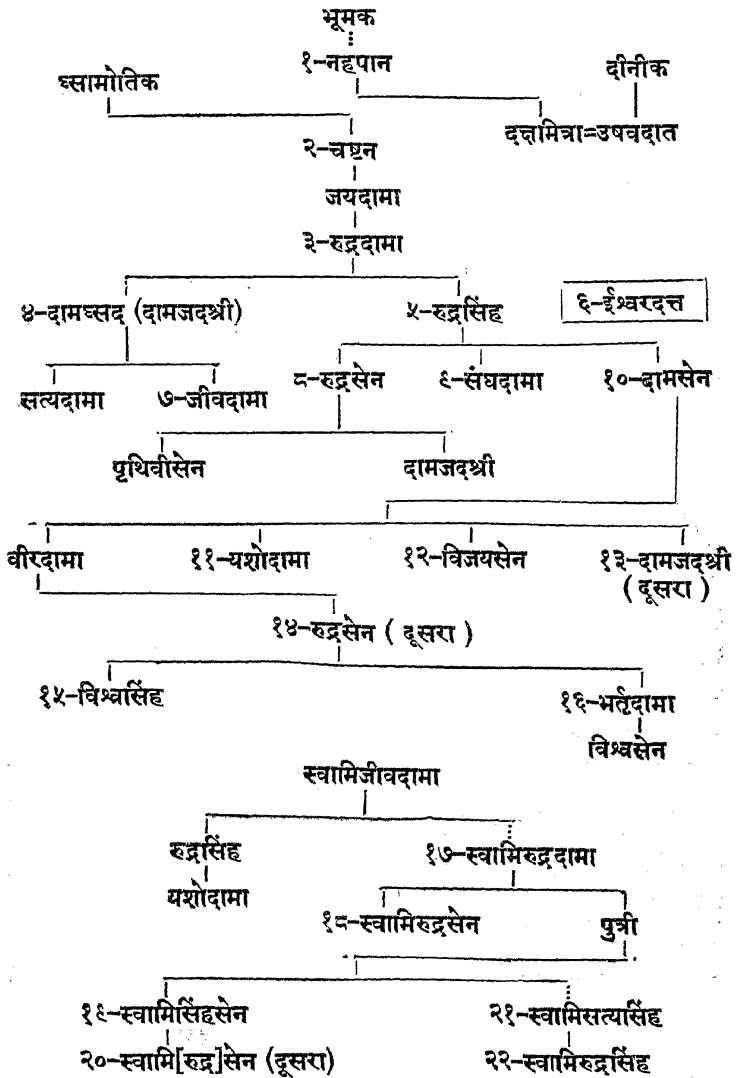 भूमक
१-नहपान
दीनीक
घ्सामोतिक
दक्षमित्रा=उषवदात
२-चष्टन
जयदामा
३-रुद्रदामा
४-दामघ्सद (दामजदश्री)
५-रुद्रसिंह
६-ईश्वरदत्त
सत्यदामा
७-जीवदामा
८-रुद्रसेन
९-संघदामा
१०-दामसेन
पृथिवीसेन
दामजदश्री
वीरदामा
११-यशोदामा
१२-विजयसेन
१३-दामजदश्री
(दूसरा)
१४-रुद्रसेन (दूसरा)
१५-विश्वसिंह
१६-भर्तृदामा
विश्वसेन
स्वामिजीवदामा
रुद्रसिंह
१७-स्वामिरुद्रदामा
यशोदामा
१८-स्वामिरुद्रसेन
पुत्री
१९-स्वामिसिंहसेन
२१-स्वामिसत्यासिंह
२०-स्वामि[रुद्र]सेन (दूसरा)
२२-स्वामिरुद्रसिंह